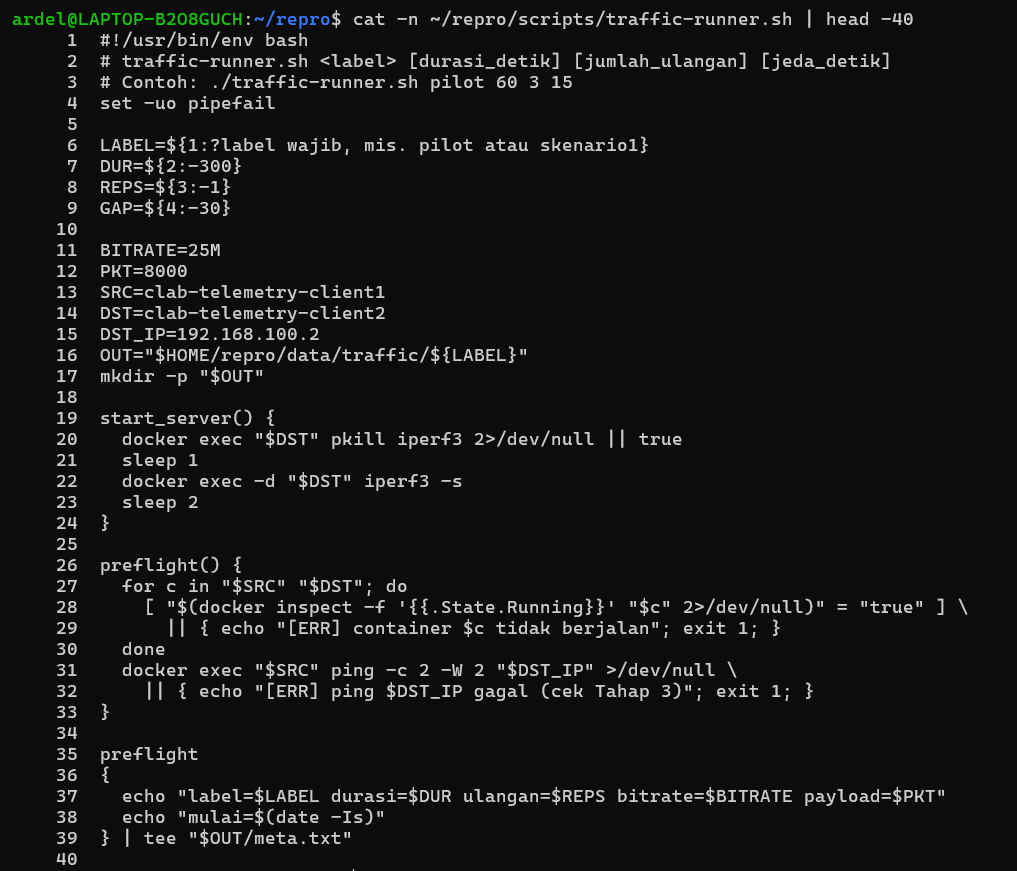 ardel@LAPTOP-B2O8GUCH:~/repro$ cat -n ~/repro/scripts/traffic-runner.sh | head -40
     1  #!/usr/bin/env bash
     2  # traffic-runner.sh <label> [durasi_detik] [jumlah_ulangan] [jeda_detik]
     3  # Contoh: ./traffic-runner.sh pilot 60 3 15
     4  set -uo pipefail
     5
     6  LABEL=${1:?label wajib, mis. pilot atau skenario1}
     7  DUR=${2:-300}
     8  REPS=${3:-1}
     9  GAP=${4:-30}
    10
    11  BITRATE=25M
    12  PKT=8000
    13  SRC=clab-telemetry-client1
    14  DST=clab-telemetry-client2
    15  DST_IP=192.168.100.2
    16  OUT="$HOME/repro/data/traffic/${LABEL}"
    17  mkdir -p "$OUT"
    18
    19  start_server() {
    20    docker exec "$DST" pkill iperf3 2>/dev/null || true
    21    sleep 1
    22    docker exec -d "$DST" iperf3 -s
    23    sleep 2
    24  }
    25
    26  preflight() {
    27    for c in "$SRC" "$DST"; do
    28      [ "$(docker inspect -f '{{.State.Running}}' "$c" 2>/dev/null)" = "true" ] \
    29        || { echo "[ERR] container $c tidak berjalan"; exit 1; }
    30    done
    31    docker exec "$SRC" ping -c 2 -W 2 "$DST_IP" >/dev/null \
    32      || { echo "[ERR] ping $DST_IP gagal (cek Tahap 3)"; exit 1; }
    33  }
    34
    35  preflight
    36  {
    37    echo "label=$LABEL durasi=$DUR ulangan=$REPS bitrate=$BITRATE payload=$PKT"
    38    echo "mulai=$(date -Is)"
    39  } | tee "$OUT/meta.txt"
    40